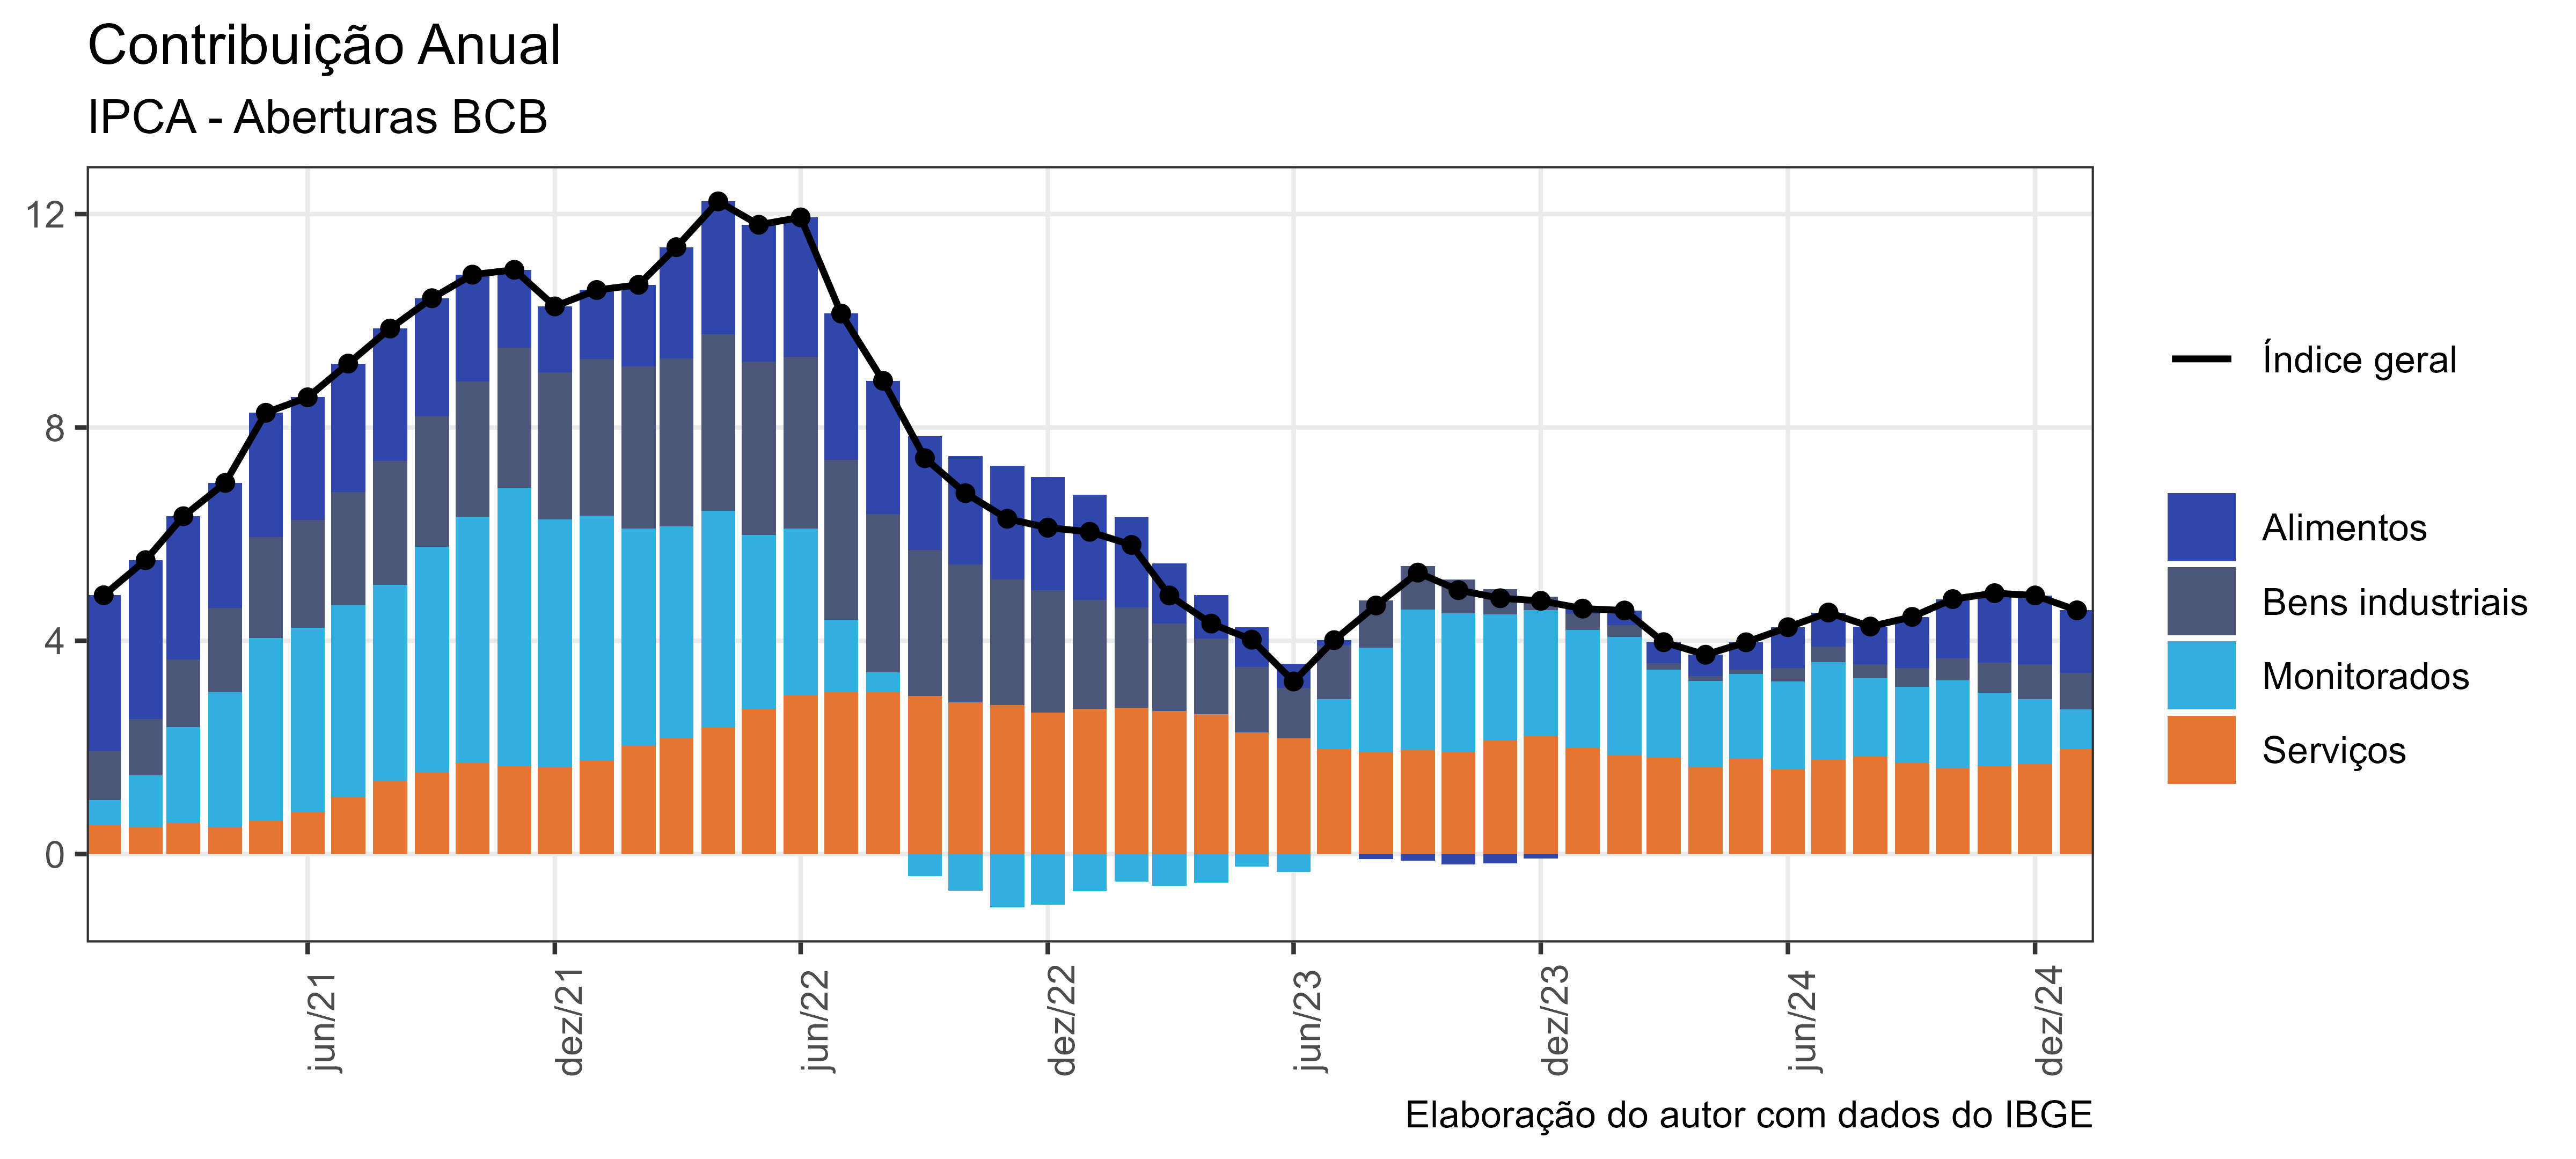 Contribuição Anual
IPCA - Aberturas BCB
12
8
4
0
jun/21
dez/21
jun/22
dez/22
jun/23
dez/23
jun/24
dez/24
Índice geral
Alimentos
Bens industriais
Monitorados
Serviços
Elaboração do autor com dados do IBGE